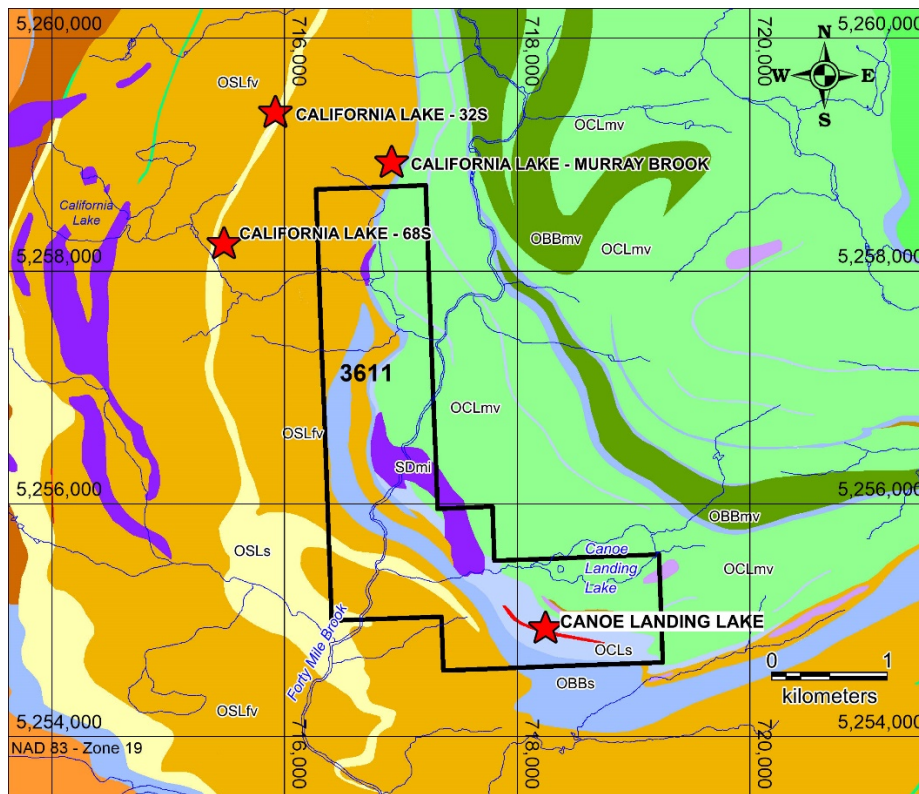 5,260,000
716,000
718,000
720,000
5,260,000
N
W
E
S
OSLfv
CALIFORNIA LAKE - 32S
OCLmv
CALIFORNIA LAKE - MURRAY BROOK
California
Lake
CALIFORNIA LAKE - 68S
OBBmv
OCLmv
5,258,000
5,258,000
3611
OCLmv
OSLfv
SDmi
5,256,000
5,256,000
OBBmv
OSLs
Canoe
Landing
Lake
OCLmv
Forty Mile Brook
CANOE LANDING LAKE
OCLs
0
1
kilometers
OBBs
OSLfv
5,254,000
5,254,000
NAD 83 - Zone 19
716,000
718,000
720,000